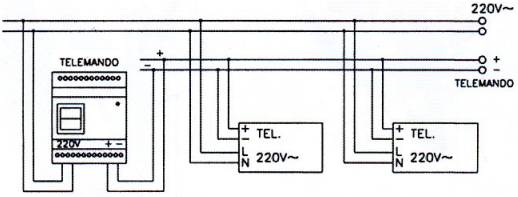 220V~
TELEMANDO
+
−
+
−
TELEMANDO
220V
+ −
+
−
L
N
TEL.
220V~
+
−
L
N
TEL.
220V~